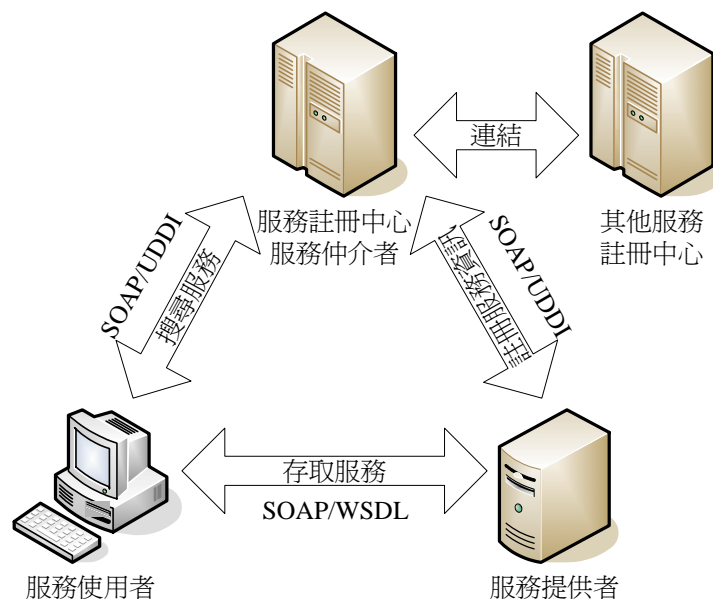 連結
服務註冊中心
服務仲介者
其他服務
註冊中心
SOAP/UDDI
搜尋服務
SOAP/UDDI
註冊服務資訊
存取服務
SOAP/WSDL
服務使用者
服務提供者